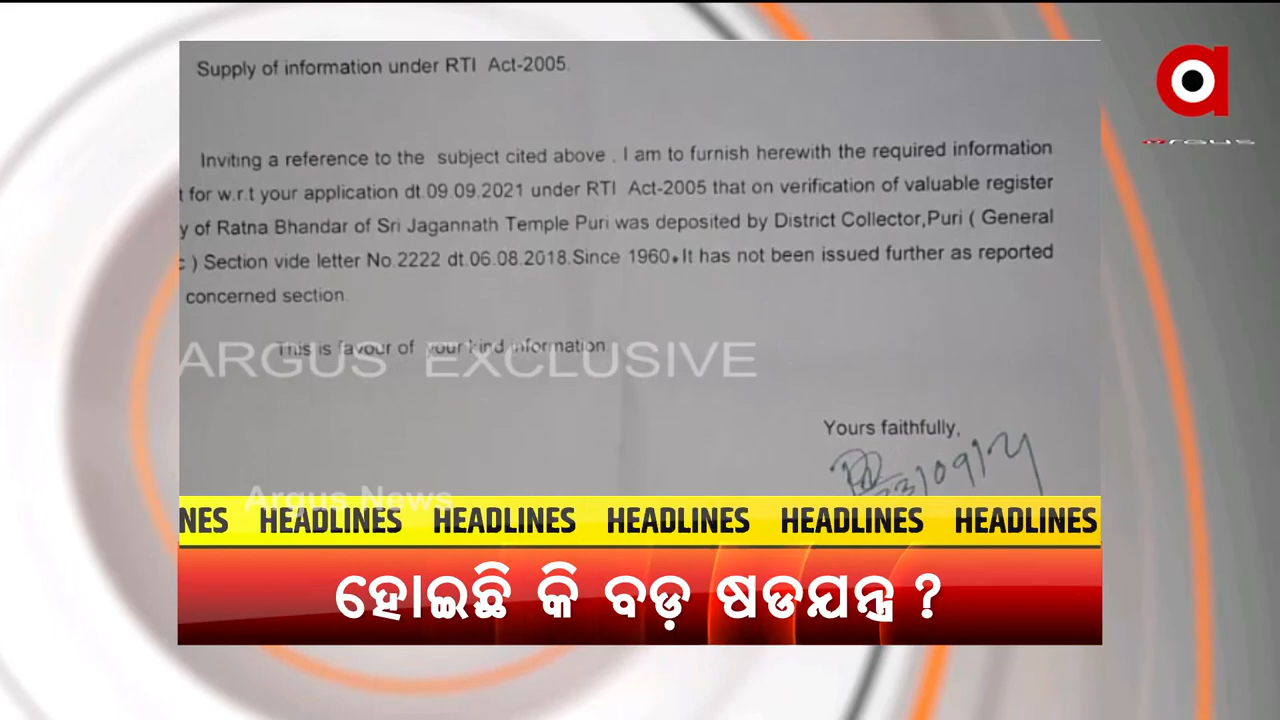 Supply of information under RTI Act-2005.
Inviting a reference to the subject cited above , I am to furnish herewith the required information
t for w.r.t your application dt.09.09.2021 under RTI Act-2005 that on verification of valuable register
y of Ratna Bhandar of Sri Jagannath Temple Puri was deposited by District Collector,Puri ( General
) Section vide letter No.2222 dt.06.08.2018.Since 1960.It has not been issued further as reported
concerned section.
This is favour of your kind information.
ARGUS EXCLUSIVE
Yours faithfully,
23/09/21
Argus News
NES HEADLINES HEADLINES HEADLINES HEADLINES HEADLINES
ହୋଇଛି କି ବଡ଼ ଷଡଯନ୍ତ୍ର ?
a
ARGUS